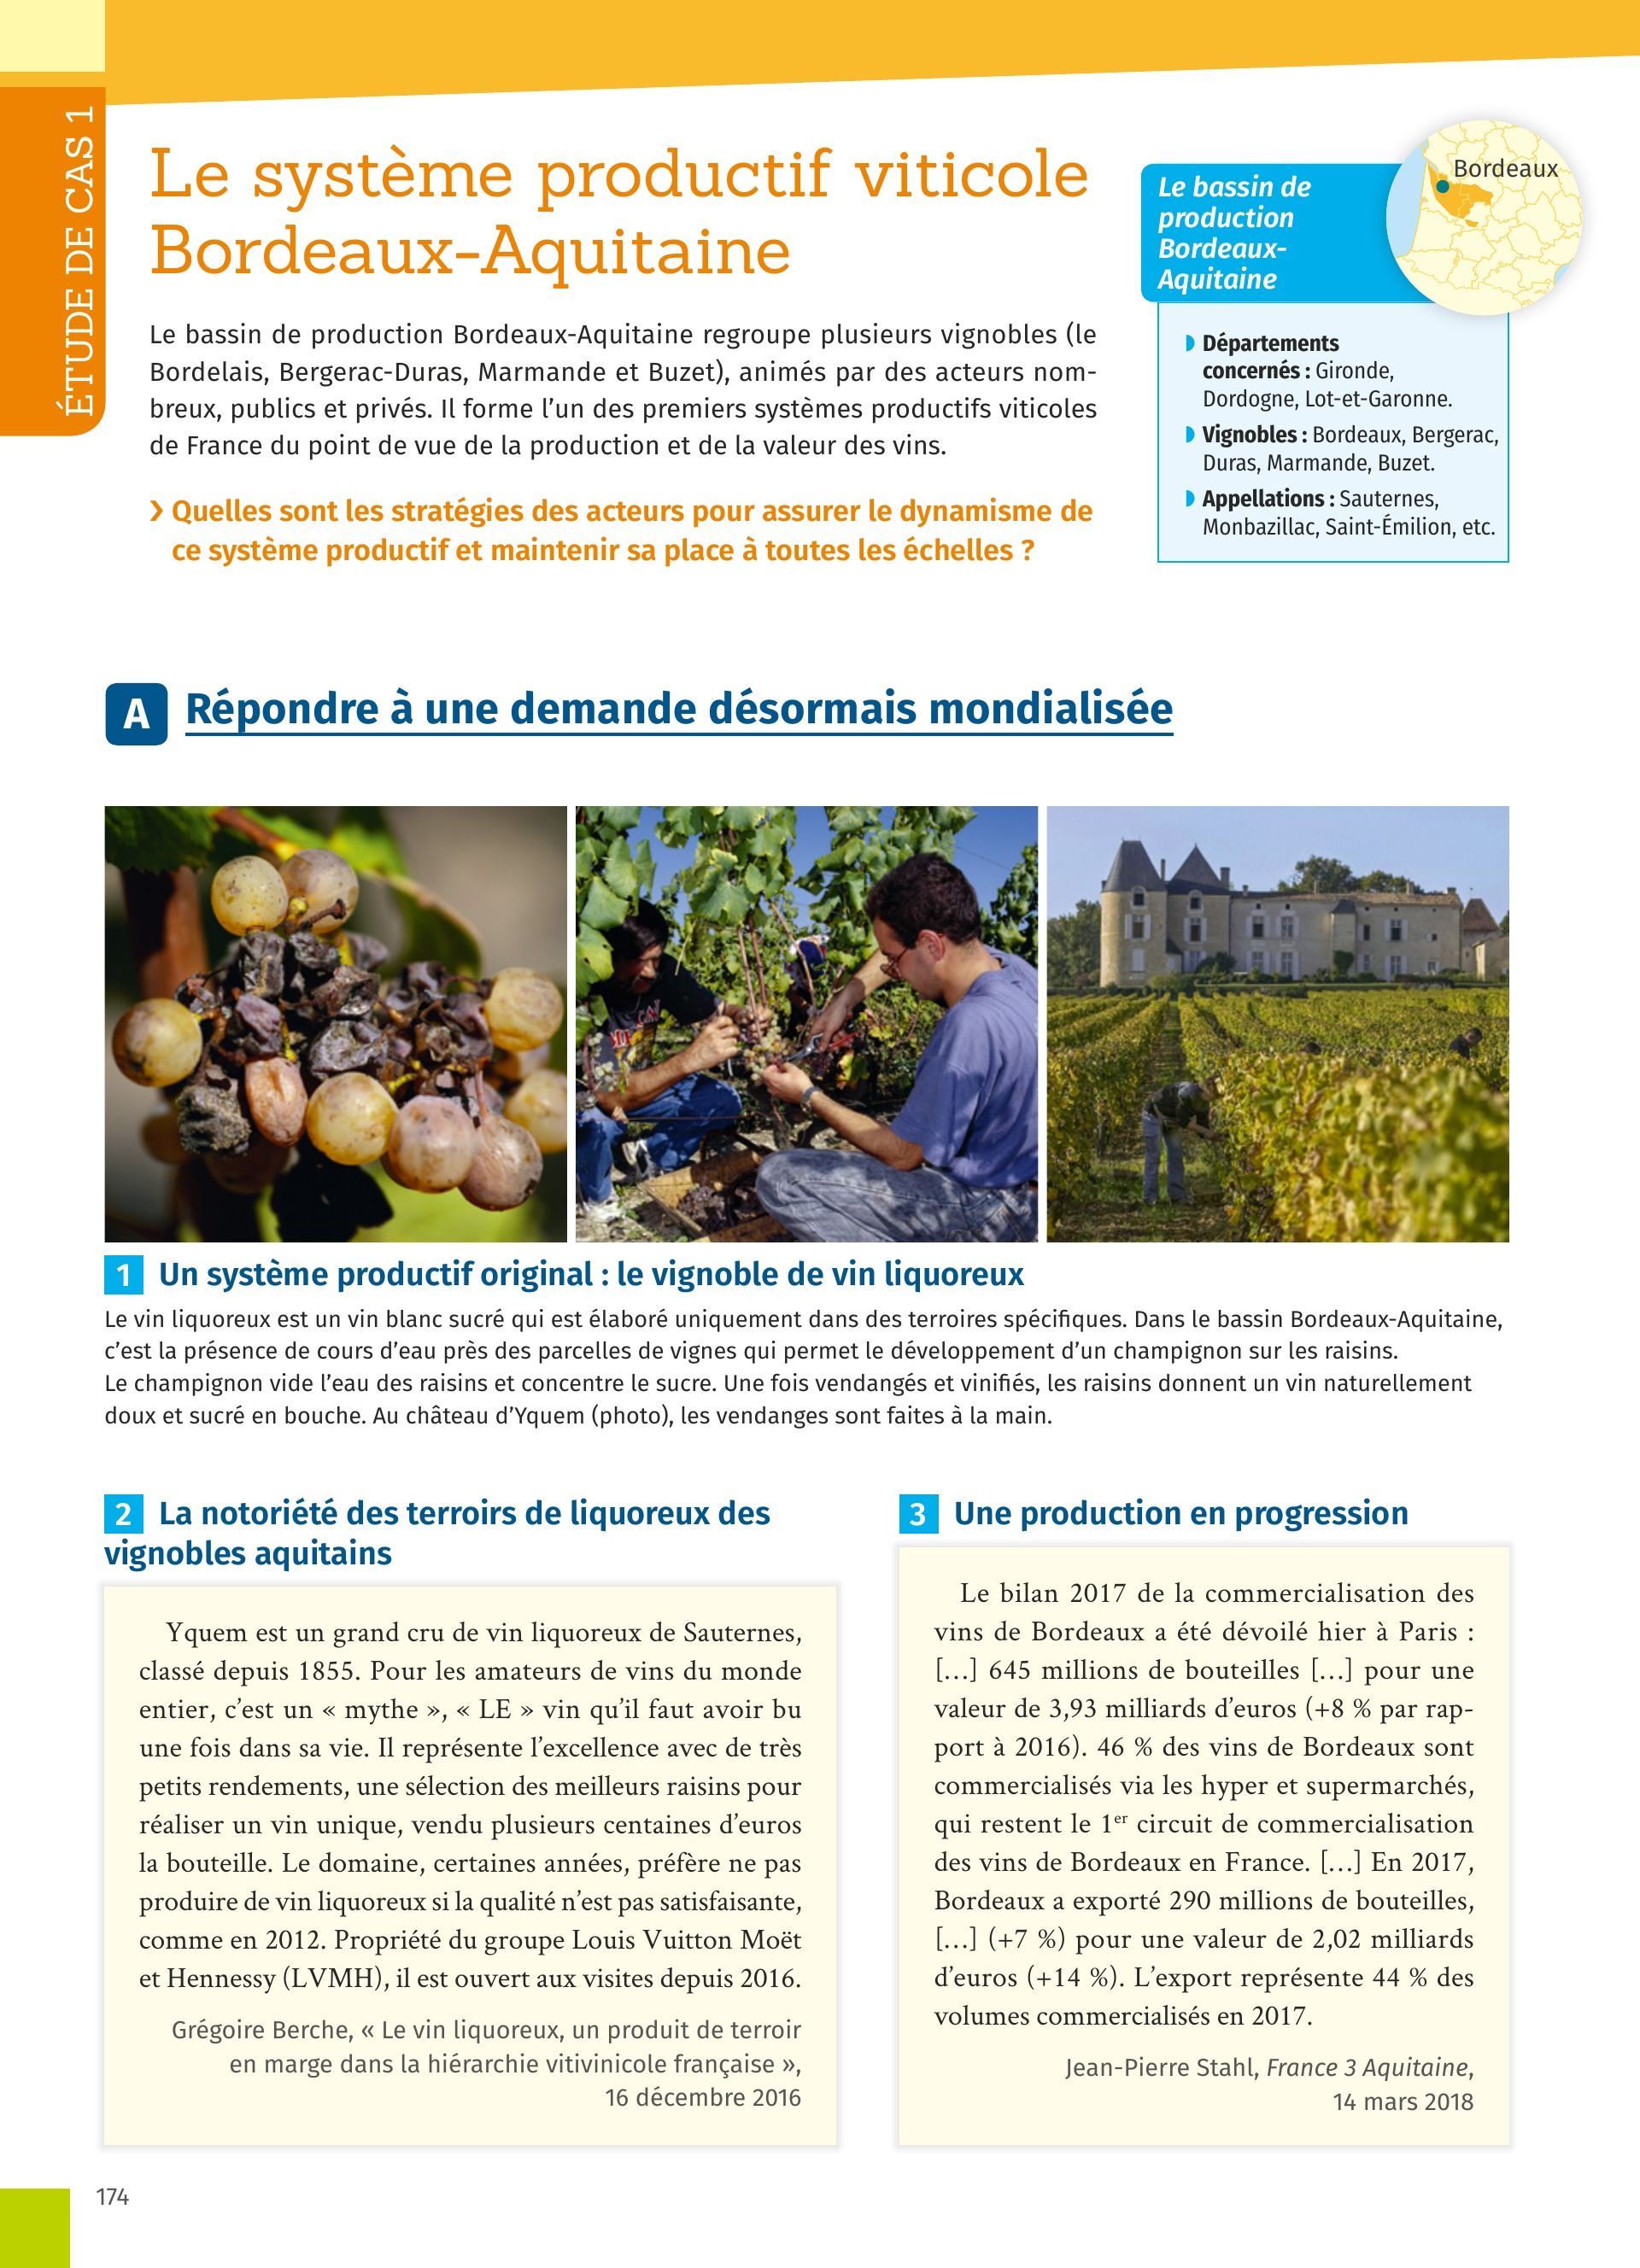 ÉTUDE DE CAS 1
Le système productif viticole
Bordeaux-Aquitaine
Le bassin de production Bordeaux-Aquitaine regroupe plusieurs vignobles (le
Bordelais, Bergerac-Duras, Marmande et Buzet), animés par des acteurs nom-
breux, publics et privés. Il forme l’un des premiers systèmes productifs viticoles
de France du point de vue de la production et de la valeur des vins.
› Quelles sont les stratégies des acteurs pour assurer le dynamisme de
ce système productif et maintenir sa place à toutes les échelles ?
Le bassin de
production
Bordeaux-
Aquitaine
Bordeaux
Départements
concernés : Gironde,
Dordogne, Lot-et-Garonne.
Vignobles : Bordeaux, Bergerac,
Duras, Marmande, Buzet.
Appellations : Sauternes,
Monbazillac, Saint-Émilion, etc.
A Répondre à une demande désormais mondialisée
1 Un système productif original : le vignoble de vin liquoreux
Le vin liquoreux est un vin blanc sucré qui est élaboré uniquement dans des terroires spécifiques. Dans le bassin Bordeaux-Aquitaine,
c’est la présence de cours d’eau près des parcelles de vignes qui permet le développement d’un champignon sur les raisins.
Le champignon vide l’eau des raisins et concentre le sucre. Une fois vendangés et vinifiés, les raisins donnent un vin naturellement
doux et sucré en bouche. Au château d’Yquem (photo), les vendanges sont faites à la main.
2 La notoriété des terroirs de liquoreux des
vignobles aquitains
Yquem est un grand cru de vin liquoreux de Sauternes,
classé depuis 1855. Pour les amateurs de vins du monde
entier, c’est un « mythe », « LE » vin qu’il faut avoir bu
une fois dans sa vie. Il représente l’excellence avec de très
petits rendements, une sélection des meilleurs raisins pour
réaliser un vin unique, vendu plusieurs centaines d’euros
la bouteille. Le domaine, certaines années, préfère ne pas
produire de vin liquoreux si la qualité n’est pas satisfaisante,
comme en 2012. Propriété du groupe Louis Vuitton Moët
et Hennessy (LVMH), il est ouvert aux visites depuis 2016.
Grégoire Berche, « Le vin liquoreux, un produit de terroir
en marge dans la hiérarchie vitivinicole française »,
16 décembre 2016
3 Une production en progression
Le bilan 2017 de la commercialisation des
vins de Bordeaux a été dévoilé hier à Paris :
[…] 645 millions de bouteilles […] pour une
valeur de 3,93 milliards d’euros (+8 % par rap-
port à 2016). 46 % des vins de Bordeaux sont
commercialisés via les hyper et supermarchés,
qui restent le 1er circuit de commercialisation
des vins de Bordeaux en France. […] En 2017,
Bordeaux a exporté 290 millions de bouteilles,
[…] (+7 %) pour une valeur de 2,02 milliards
d’euros (+14 %). L’export représente 44 % des
volumes commercialisés en 2017.
Jean-Pierre Stahl, France 3 Aquitaine,
14 mars 2018
174